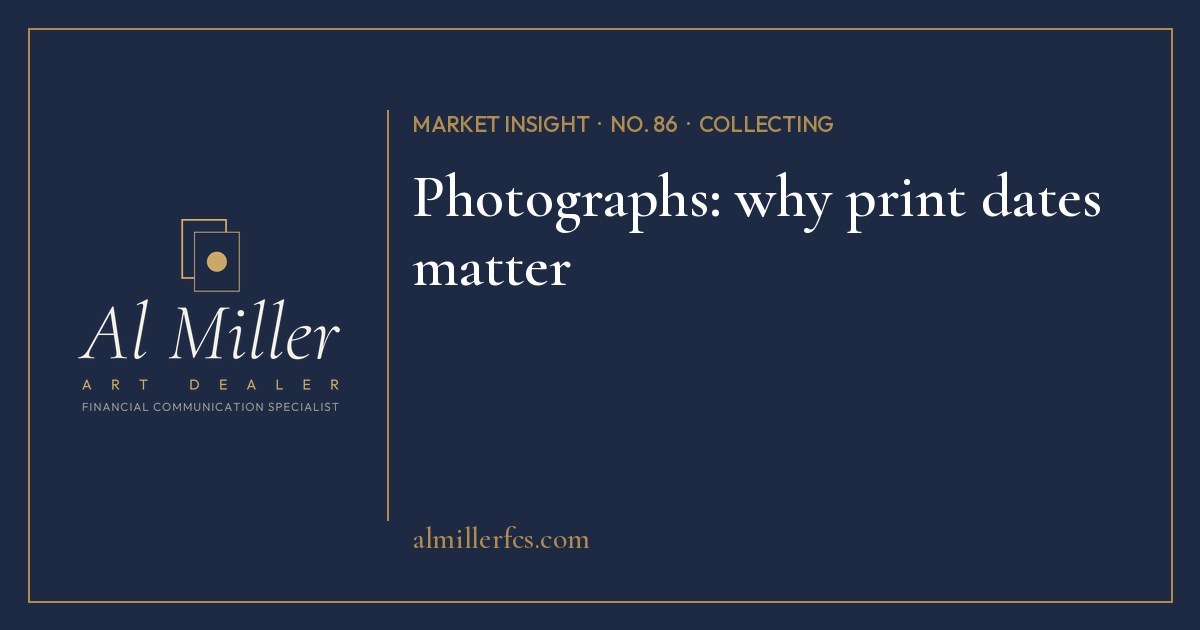 MARKET INSIGHT · NO. 86 · COLLECTING
Photographs: why print dates
matter
Al Miller
ART DEALER
FINANCIAL COMMUNICATION SPECIALIST
almillerfcs.com